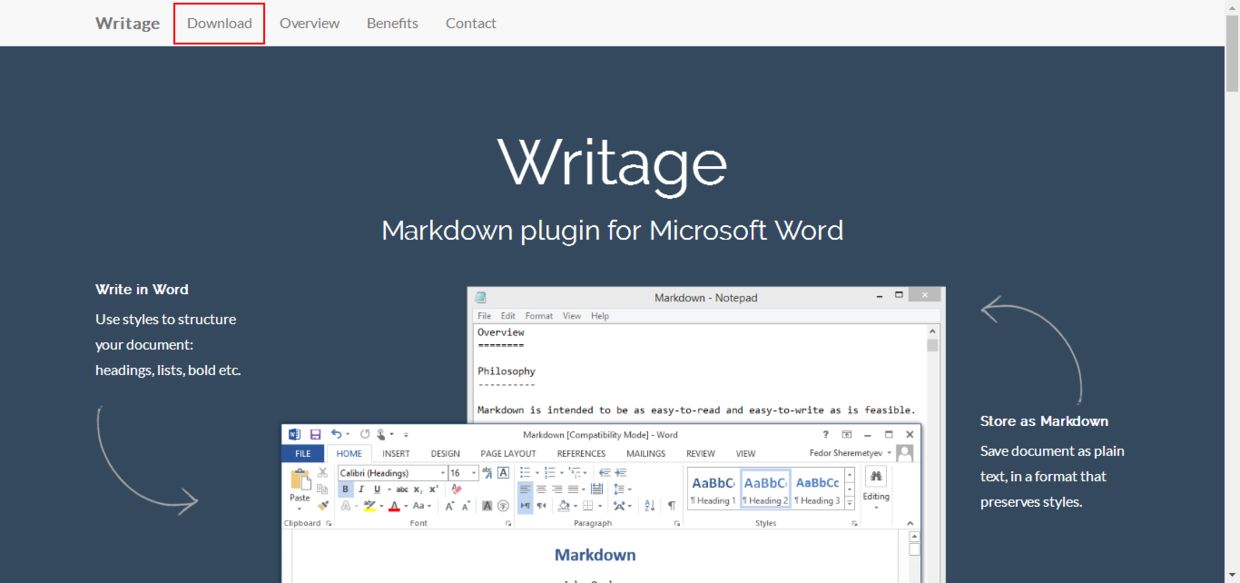 Writage Download Overview Benefits Contact
Writage
Markdown plugin for Microsoft Word
Write in Word
Use styles to structure
your document:
headings, lists, bold etc.
Markdown - Notepad
File Edit Format View Help
Overview
========
Philosophy
----------
Markdown is intended to be as easy-to-read and easy-to-write as is feasible.
Store as Markdown
Save document as plain
text, in a format that
preserves styles.
Markdown [Compatibility Mode] - Word
FILE HOME INSERT DESIGN PAGE LAYOUT REFERENCES MAILINGS REVIEW VIEW Fedor Sheremetyev
Calibri (Headings) 16
Paste
B I U abc X₂ X²
A Aa A A A
AaBbC AaBbC AaBbCc
¶ Heading 1 ¶ Heading 2 ¶ Heading 3
Editing
Clipboard Font Paragraph Styles
Markdown